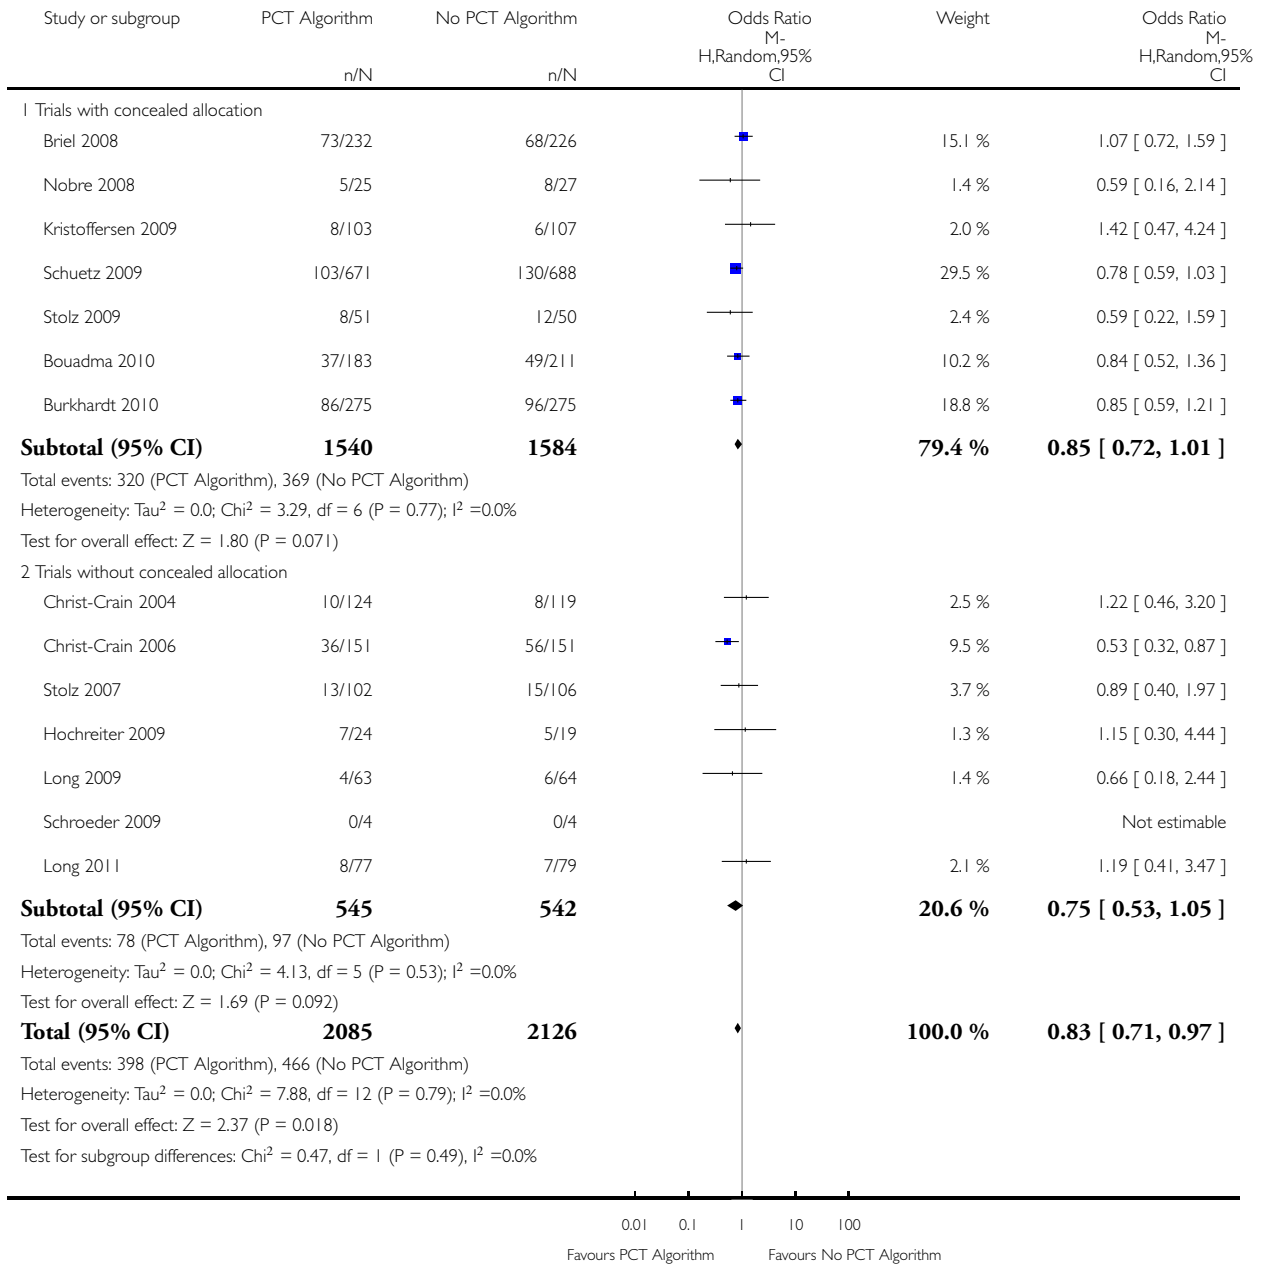 Study or subgroup PCT Algorithm No PCT Algorithm Odds Ratio Weight Odds Ratio
M- M-
H,Random,95% H,Random,95%
n/N n/N CI CI
1 Trials with concealed allocation
Briel 2008 73/232 68/226 15.1 % 1.07 [ 0.72, 1.59 ]
Nobre 2008 5/25 8/27 1.4 % 0.59 [ 0.16, 2.14 ]
Kristoffersen 2009 8/103 6/107 2.0 % 1.42 [ 0.47, 4.24 ]
Schuetz 2009 103/671 130/688 29.5 % 0.78 [ 0.59, 1.03 ]
Stolz 2009 8/51 12/50 2.4 % 0.59 [ 0.22, 1.59 ]
Bouadma 2010 37/183 49/211 10.2 % 0.84 [ 0.52, 1.36 ]
Burkhardt 2010 86/275 96/275 18.8 % 0.85 [ 0.59, 1.21 ]
Subtotal (95% CI) 1540 1584 79.4 % 0.85 [ 0.72, 1.01 ]
Total events: 320 (PCT Algorithm), 369 (No PCT Algorithm)
Heterogeneity: Tau² = 0.0; Chi² = 3.29, df = 6 (P = 0.77); I² =0.0%
Test for overall effect: Z = 1.80 (P = 0.071)
2 Trials without concealed allocation
Christ-Crain 2004 10/124 8/119 2.5 % 1.22 [ 0.46, 3.20 ]
Christ-Crain 2006 36/151 56/151 9.5 % 0.53 [ 0.32, 0.87 ]
Stolz 2007 13/102 15/106 3.7 % 0.89 [ 0.40, 1.97 ]
Hochreiter 2009 7/24 5/19 1.3 % 1.15 [ 0.30, 4.44 ]
Long 2009 4/63 6/64 1.4 % 0.66 [ 0.18, 2.44 ]
Schroeder 2009 0/4 0/4 Not estimable
Long 2011 8/77 7/79 2.1 % 1.19 [ 0.41, 3.47 ]
Subtotal (95% CI) 545 542 20.6 % 0.75 [ 0.53, 1.05 ]
Total events: 78 (PCT Algorithm), 97 (No PCT Algorithm)
Heterogeneity: Tau² = 0.0; Chi² = 4.13, df = 5 (P = 0.53); I² =0.0%
Test for overall effect: Z = 1.69 (P = 0.092)
Total (95% CI) 2085 2126 100.0 % 0.83 [ 0.71, 0.97 ]
Total events: 398 (PCT Algorithm), 466 (No PCT Algorithm)
Heterogeneity: Tau² = 0.0; Chi² = 7.88, df = 12 (P = 0.79); I² =0.0%
Test for overall effect: Z = 2.37 (P = 0.018)
Test for subgroup differences: Chi² = 0.47, df = 1 (P = 0.49), I² =0.0%
0.01 0.1 1 10 100
Favours PCT Algorithm Favours No PCT Algorithm